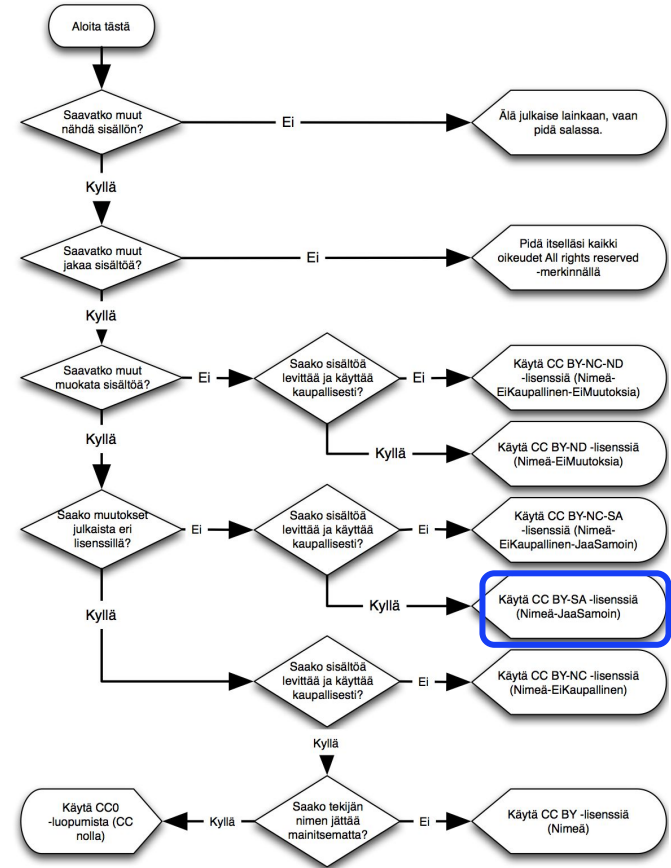 Aloita tästä
Saavatko muut
nähdä sisällön?
Ei
Älä julkaise lainkaan, vaan
pidä salassa.
Kyllä
Saavatko muut
jakaa sisältöä?
Ei
Pidä itselläsi kaikki
oikeudet All rights reserved
-merkinnällä
Kyllä
Saavatko muut
muokata sisältöä?
Ei
Saako sisältöä
levittää ja käyttää
kaupallisesti?
Ei
Käytä CC BY-NC-ND
-lisenssiä (Nimeä-
EiKaupallinen-EiMuutoksia)
Kyllä
Käytä CC BY-ND -lisenssiä
(Nimeä-EiMuutoksia)
Kyllä
Saako muutokset
julkaista eri
lisenssillä?
Ei
Saako sisältöä
levittää ja käyttää
kaupallisesti?
Ei
Käytä CC BY-NC-SA
-lisenssiä (Nimeä-
EiKaupallinen-JaaSamoin)
Kyllä
Käytä CC BY-SA -lisenssiä
(Nimeä-JaaSamoin)
Kyllä
Saako sisältöä
levittää ja käyttää
kaupallisesti?
Ei
Käytä CC BY-NC -lisenssiä
(Nimeä-EiKaupallinen)
Kyllä
Saako tekijän
nimen jättää
mainitsematta?
Kyllä
Käytä CC0
-luopumista (CC
nolla)
Ei
Käytä CC BY -lisenssiä
(Nimeä)